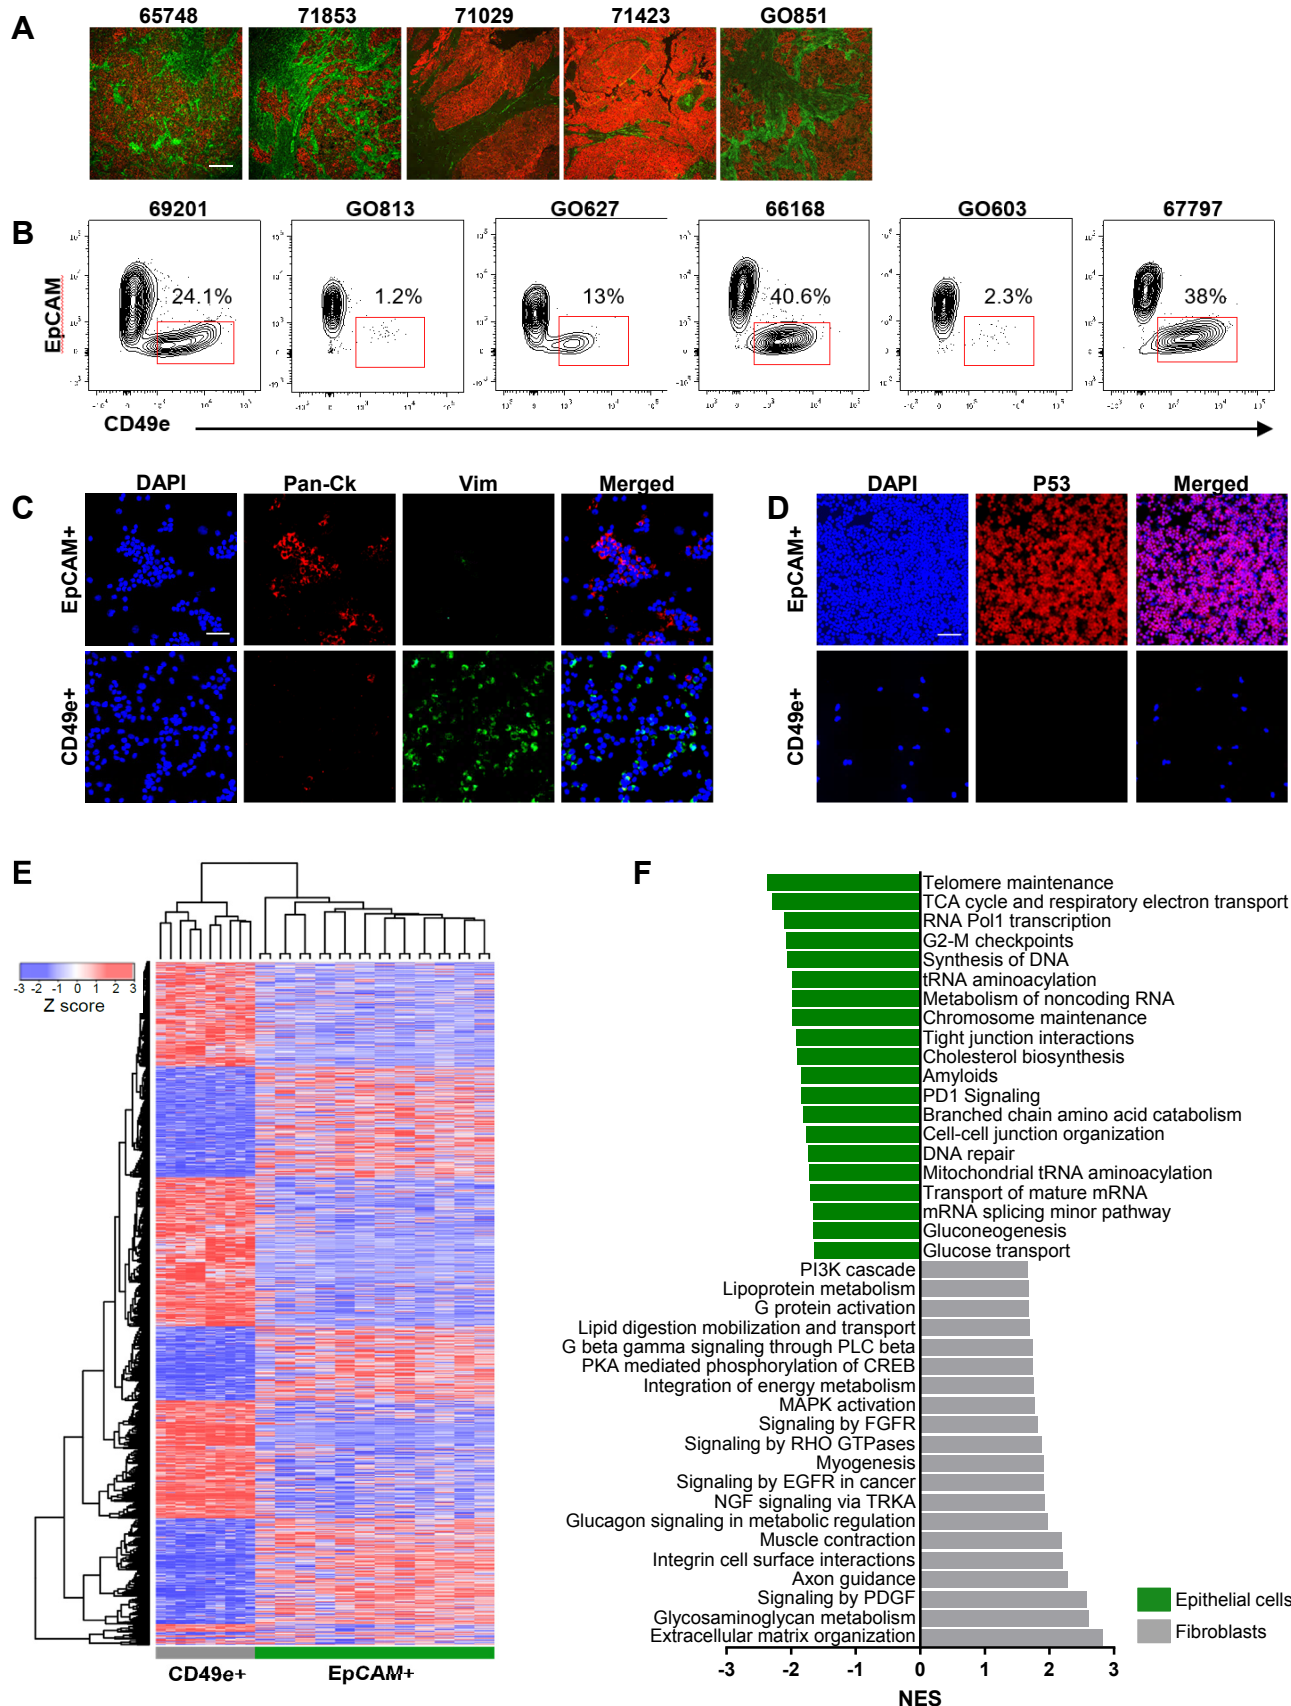 A
65748 71853 71029 71423 GO851
B
69201 GO813 GO627 66168 GO603 67797
EpCAM
24.1% 1.2% 13% 40.6% 2.3% 38%
CD49e
C
DAPI Pan-Ck Vim Merged
EpCAM+
CD49e+
D
DAPI P53 Merged
EpCAM+
CD49e+
E
-3 -2 -1 0 1 2 3
Z score
CD49e+ EpCAM+
F
Telomere maintenance
TCA cycle and respiratory electron transport
RNA Pol1 transcription
G2-M checkpoints
Synthesis of DNA
tRNA aminoacylation
Metabolism of noncoding RNA
Chromosome maintenance
Tight junction interactions
Cholesterol biosynthesis
Amyloids
PD1 Signaling
Branched chain amino acid catabolism
Cell-cell junction organization
DNA repair
Mitochondrial tRNA aminoacylation
Transport of mature mRNA
mRNA splicing minor pathway
Gluconeogenesis
Glucose transport
PI3K cascade
Lipoprotein metabolism
G protein activation
Lipid digestion mobilization and transport
G beta gamma signaling through PLC beta
PKA mediated phosphorylation of CREB
Integration of energy metabolism
MAPK activation
Signaling by FGFR
Signaling by RHO GTPases
Myogenesis
Signaling by EGFR in cancer
NGF signaling via TRKA
Glucagon signaling in metabolic regulation
Muscle contraction
Integrin cell surface interactions
Axon guidance
Signaling by PDGF
Glycosaminoglycan metabolism
Extracellular matrix organization
Epithelial cells
Fibroblasts
-3 -2 -1 0 1 2 3
NES